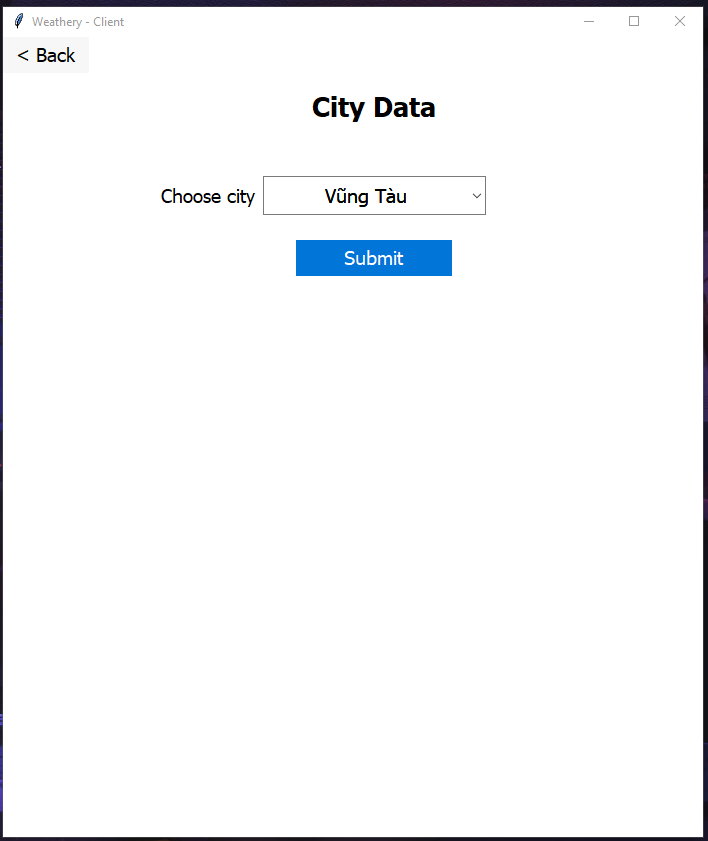 Weathery - Client
< Back
City Data
Choose city Vũng Tàu
Submit